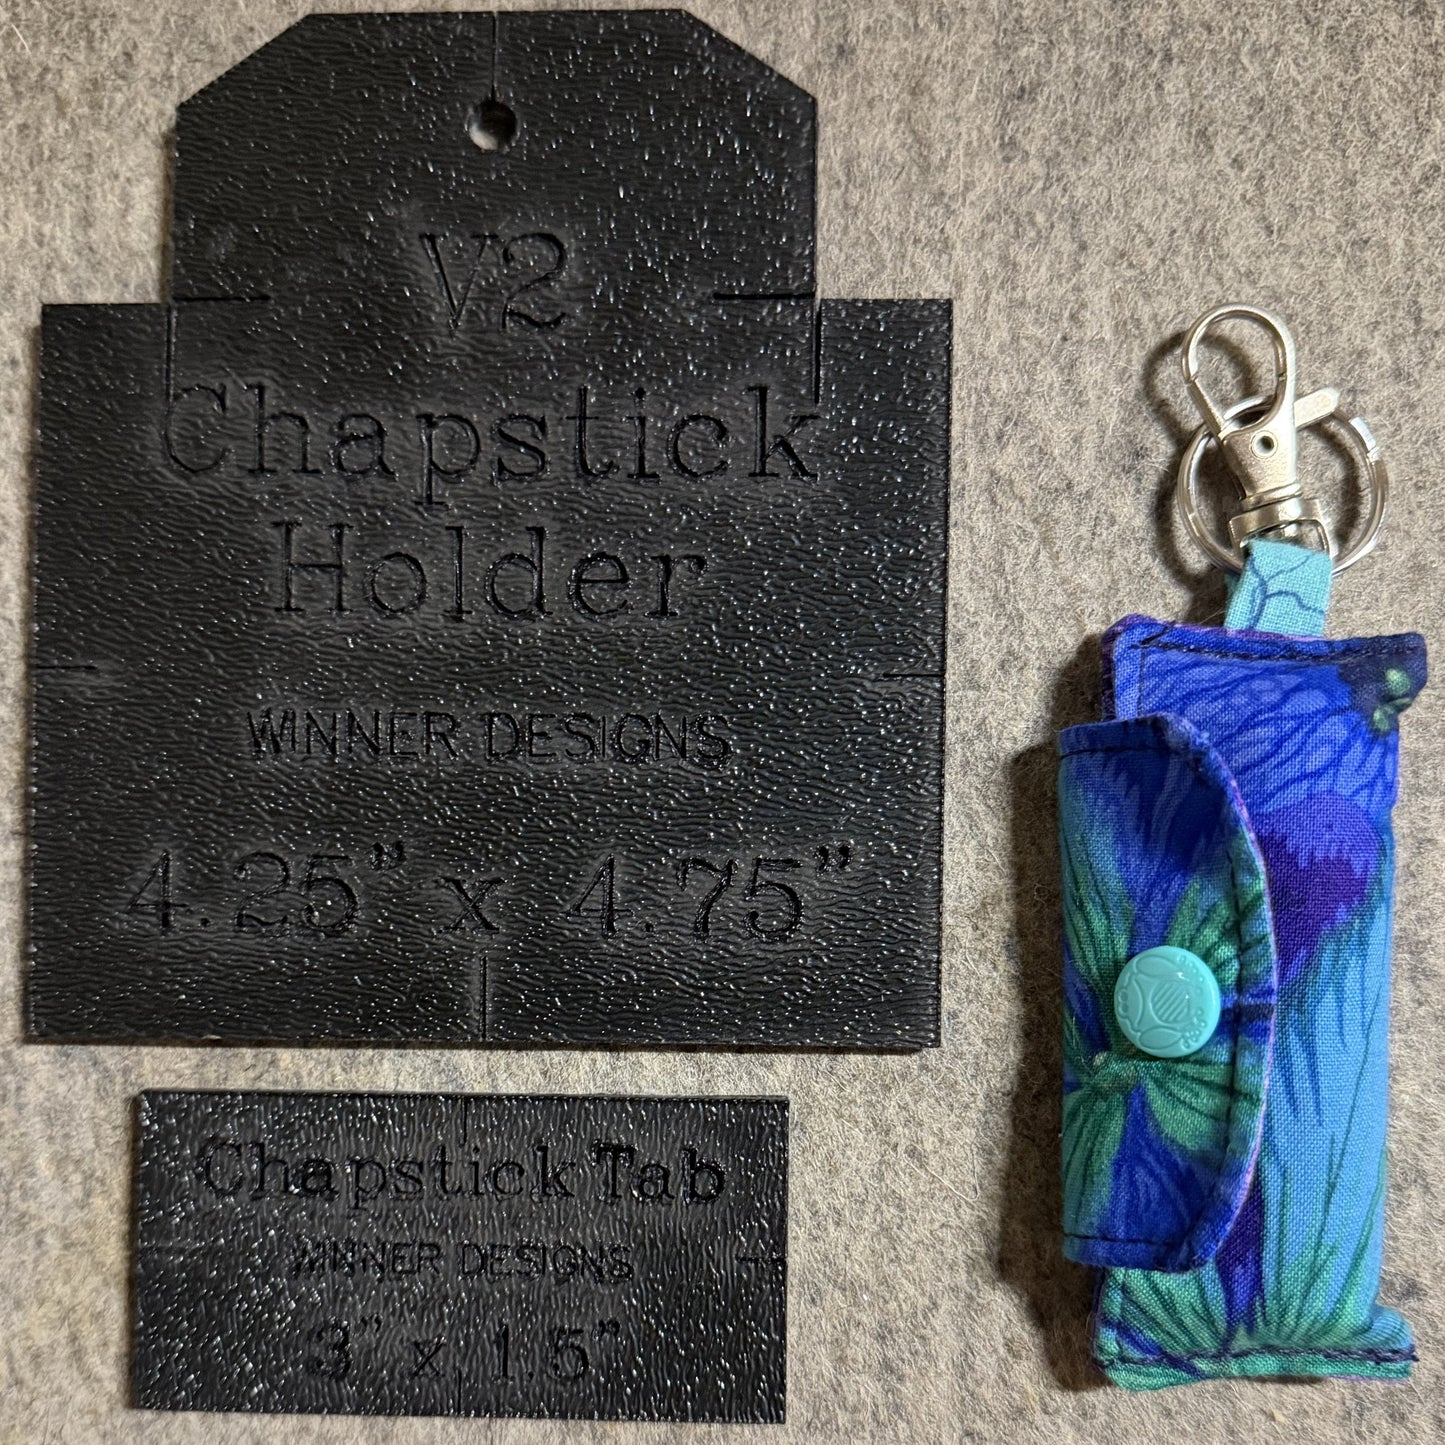 V2
Chapstick
Holder
WINNER DESIGNS
4.25" x 4.75"
Chapstick Tab
WINNER DESIGNS
3" x 1.5"